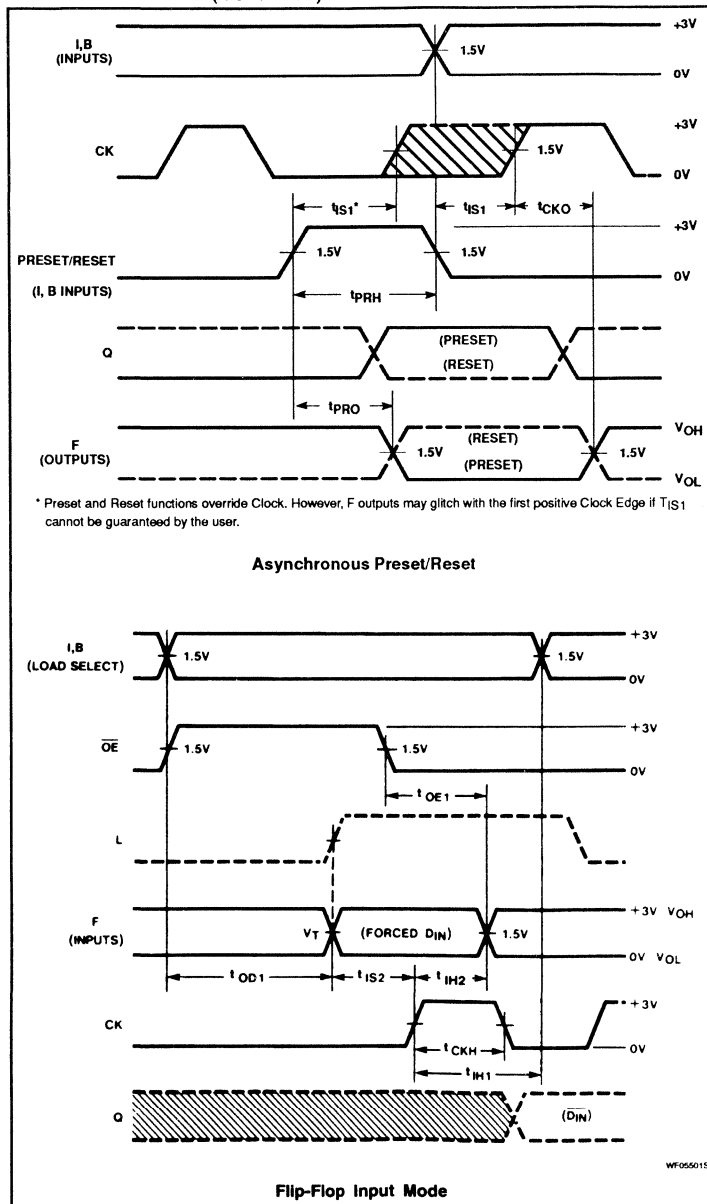 I,B
(INPUTS)
+3V
1.5V
0V
CK
+3V
1.5V
0V
tIS1*
tIS1
tCKO
PRESET/RESET
(I, B INPUTS)
+3V
1.5V
1.5V
0V
tPRH
Q
(PRESET)
(RESET)
tPRO
F
(OUTPUTS)
VOH
1.5V
(RESET)
(PRESET)
1.5V
VOL
* Preset and Reset functions override Clock. However, F outputs may glitch with the first positive Clock Edge if TIS1
cannot be guaranteed by the user.
Asynchronous Preset/Reset
I,B
(LOAD SELECT)
+3V
1.5V
1.5V
0V
OE
+3V
1.5V
1.5V
0V
tOE1
L
F
(INPUTS)
+3V VOH
VT
(FORCED DIN)
1.5V
0V VOL
tOD1
tIS2
tIH2
CK
+3V
0V
tCKH
tIH1
Q
(DIN)
WF05501S
Flip-Flop Input Mode